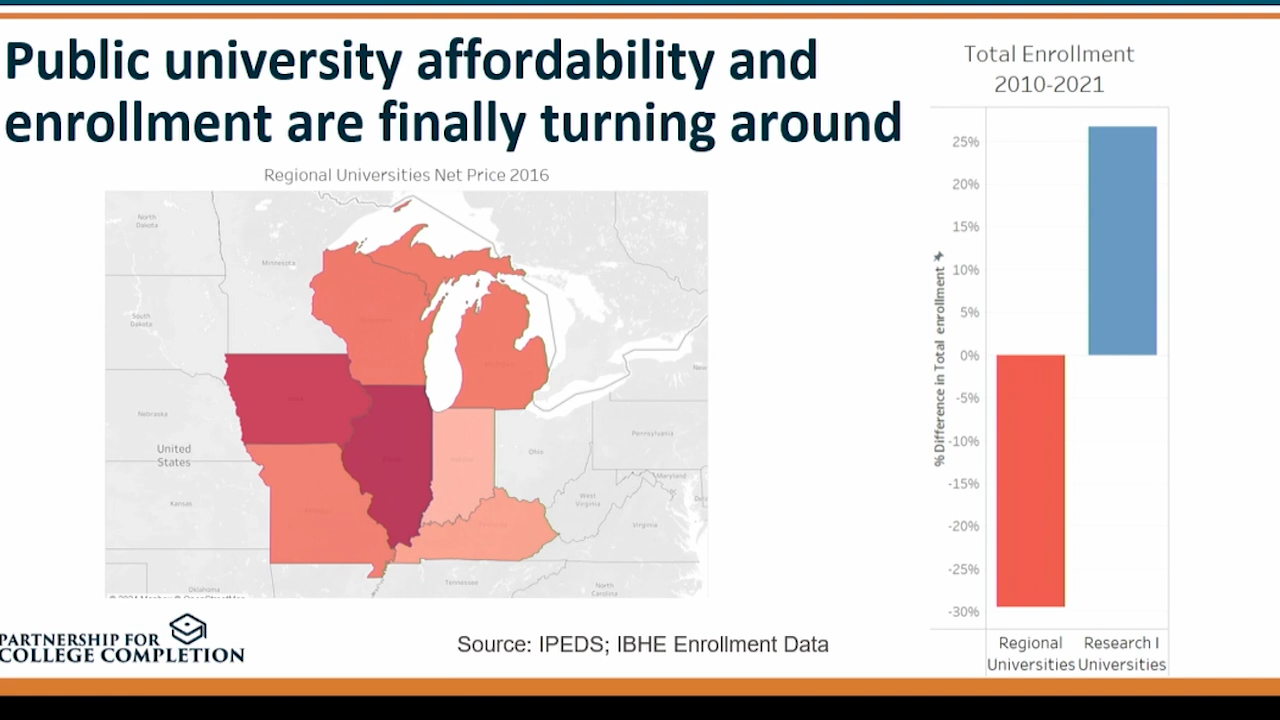 Public university affordability and
enrollment are finally turning around
Regional Universities Net Price 2016
North
Dakota
Minnesota
South
Dakota
Nebraska
United
States
Kansas
Oklahoma
Ohio
Pennsylvania
Maryland
West
Virginia
Virginia
Tennessee
North
Carolina
New
Total Enrollment
2010-2021
% Difference in Total enrollment
25%
20%
15%
10%
5%
0%
-5%
-10%
-15%
-20%
-25%
-30%
Regional
Universities
Research I
Universities
PARTNERSHIP FOR
COLLEGE COMPLETION
Source: IPEDS; IBHE Enrollment Data